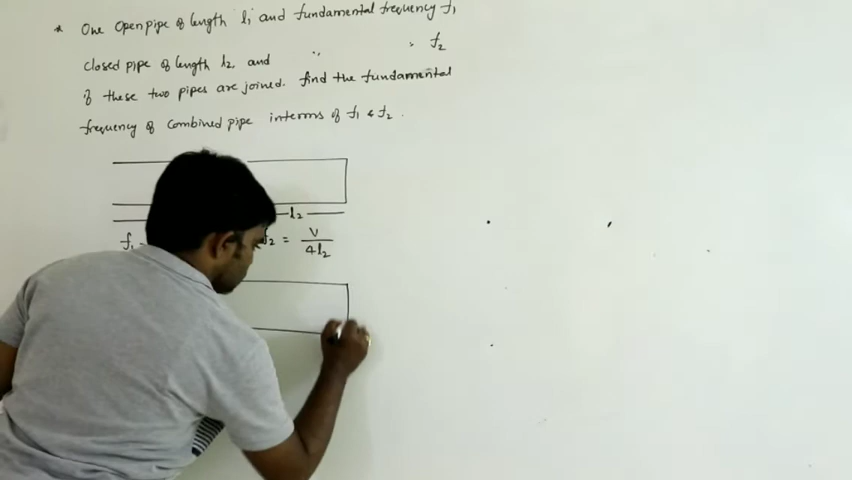 * One Open pipe of length l₁ and fundamental frequency f₁
closed pipe of length l₂ and " " f₂
If these two pipes are joined. find the fundamental
frequency of combined pipe interms of f₁ & f₂.
l₂
f₁ = f₂ = V / 4l₂